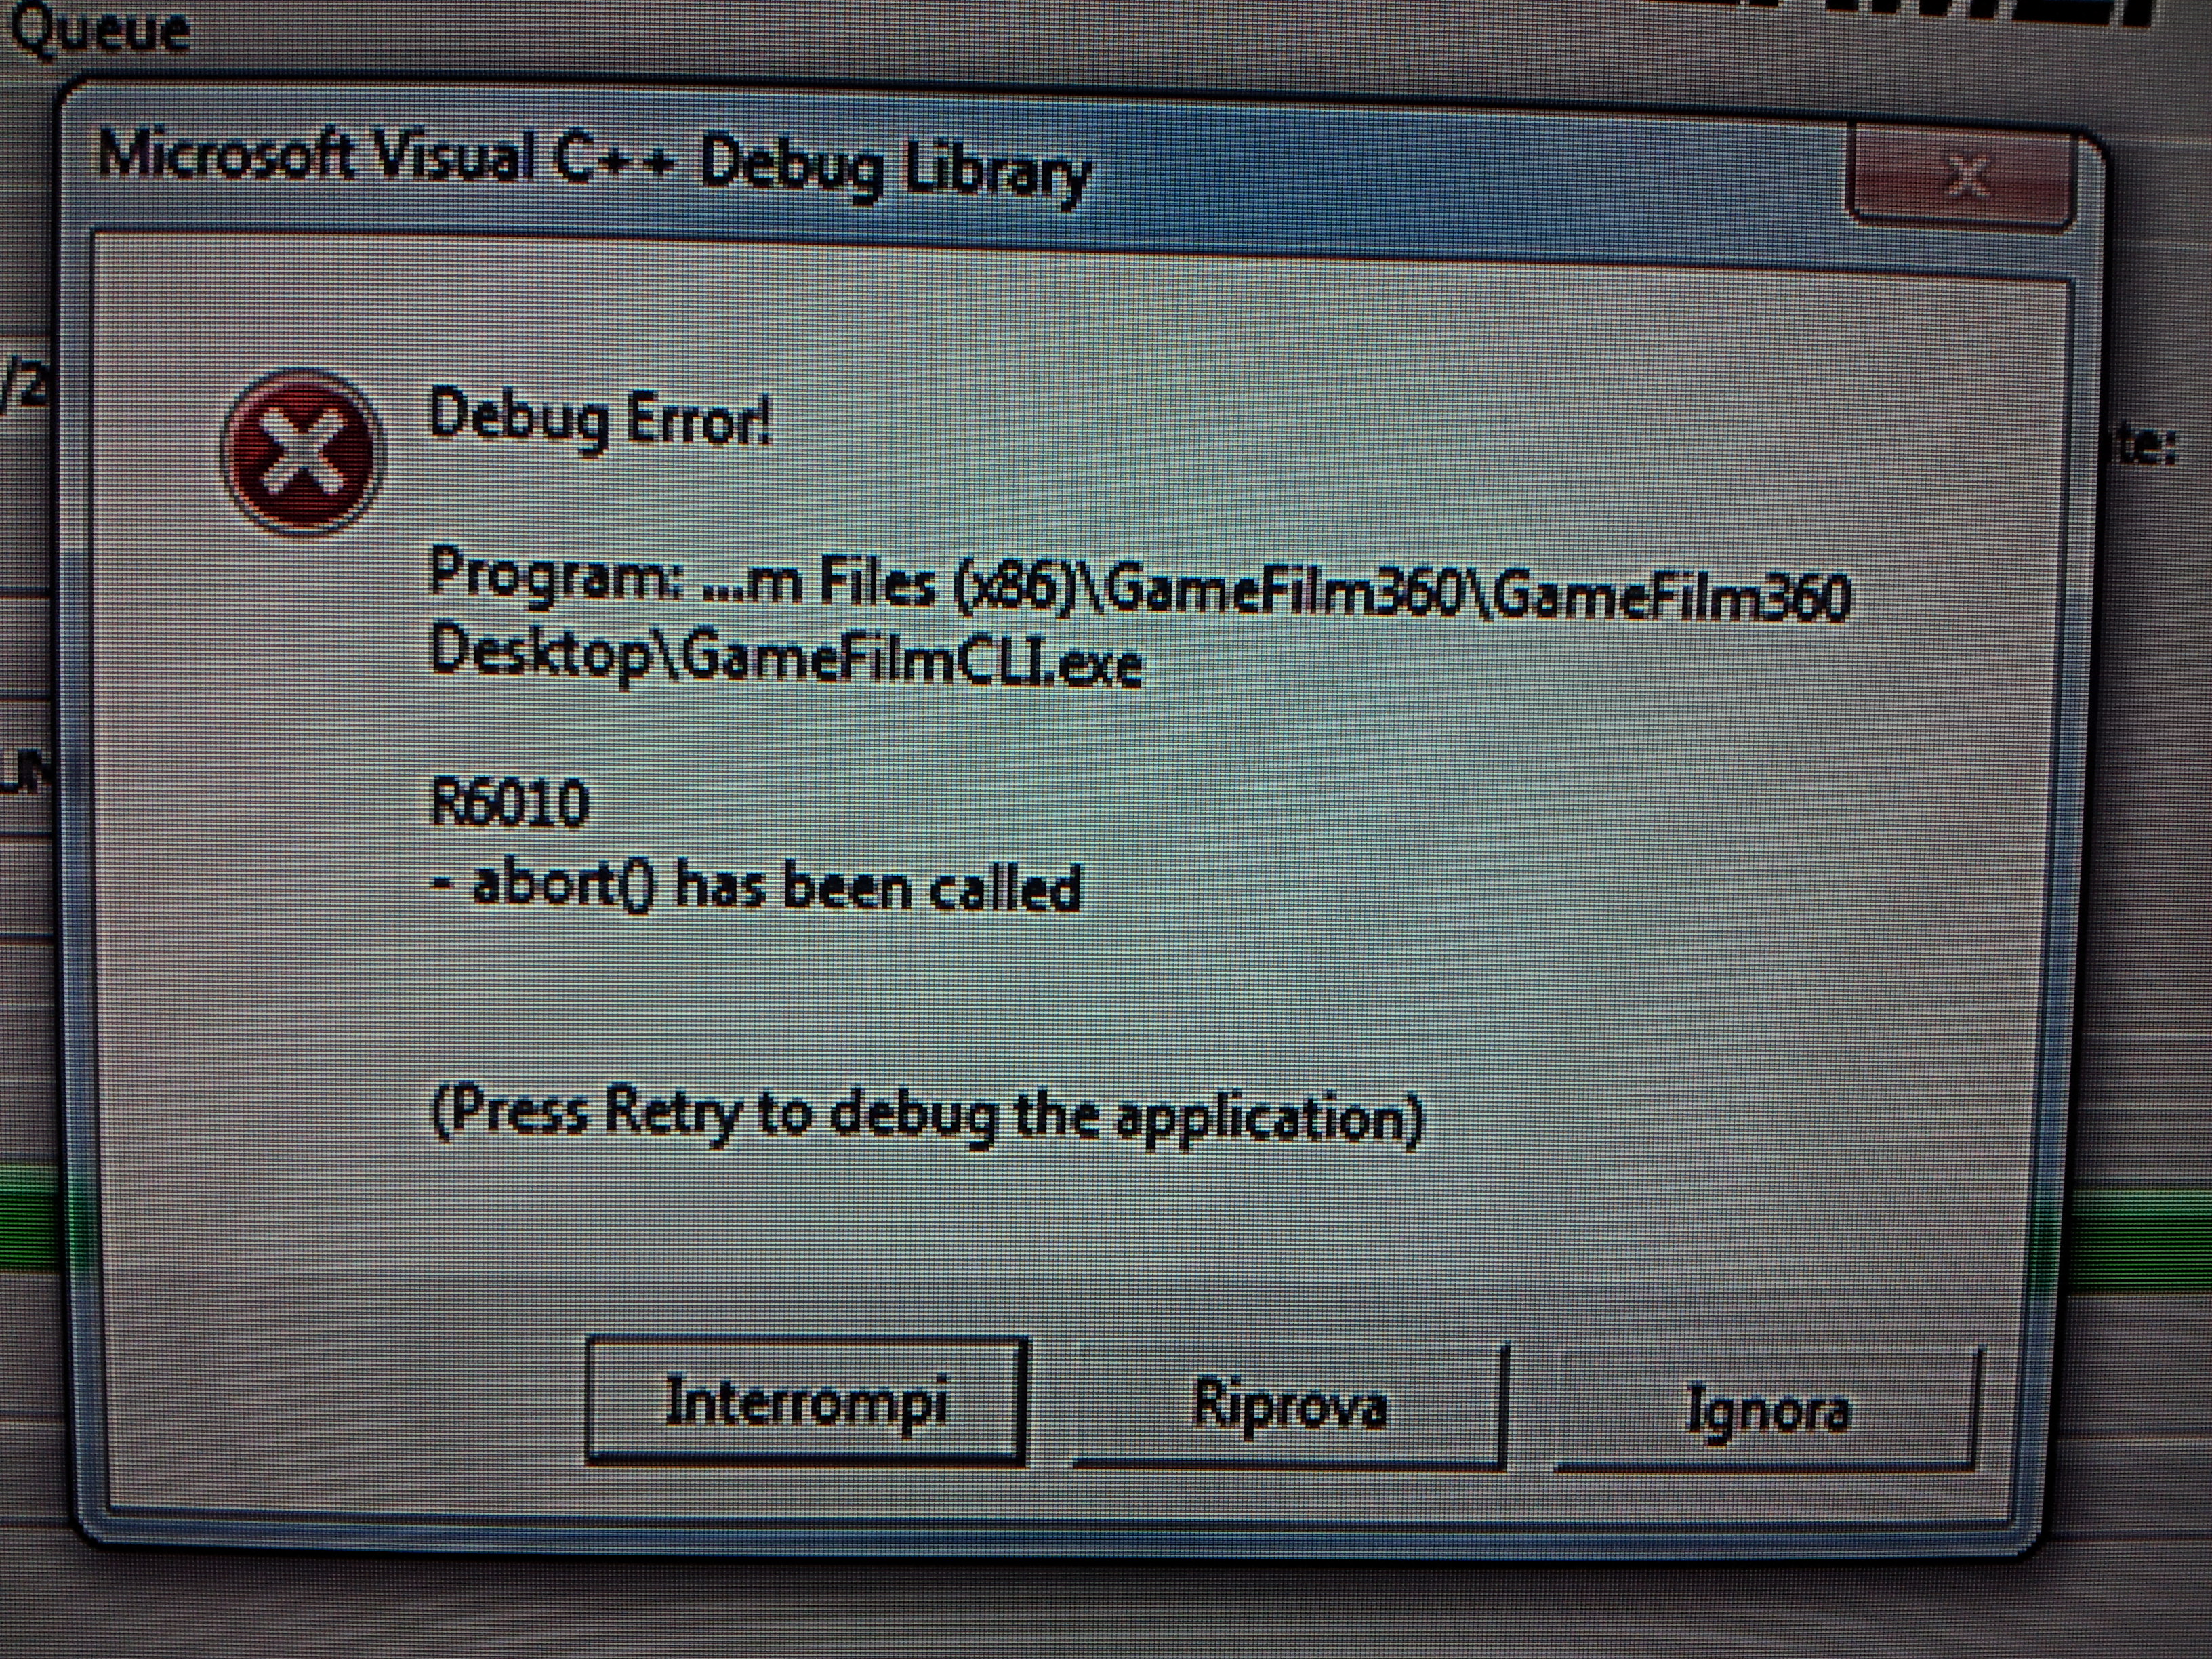 Queue
Microsoft Visual C++ Debug Library
Debug Error!
Program: ...m Files (x86)\GameFilm360\GameFilm360
Desktop\GameFilmCLI.exe
R6010
- abort() has been called
(Press Retry to debug the application)
Interrompi
Riprova
Ignora